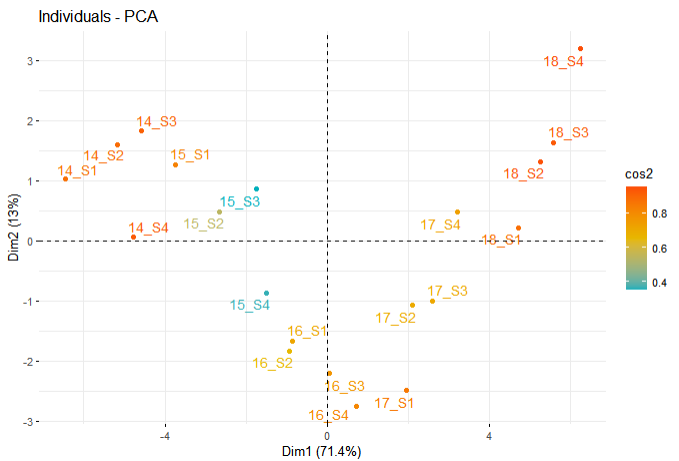 Individuals - PCA
18_S4
3
14_S3
2
18_S3
14_S2
15_S1
14_S1
18_S2
cos2
1
15_S3
0.8
14_S4
15_S2
17_S4
18_S1
0.6
0
Dim2 (13%)
0.4
15_S4
17_S3
-1
17_S2
16_S1
16_S2
-2
16_S3
17_S1
16_S4
-3
-4
0
4
Dim1 (71.4%)